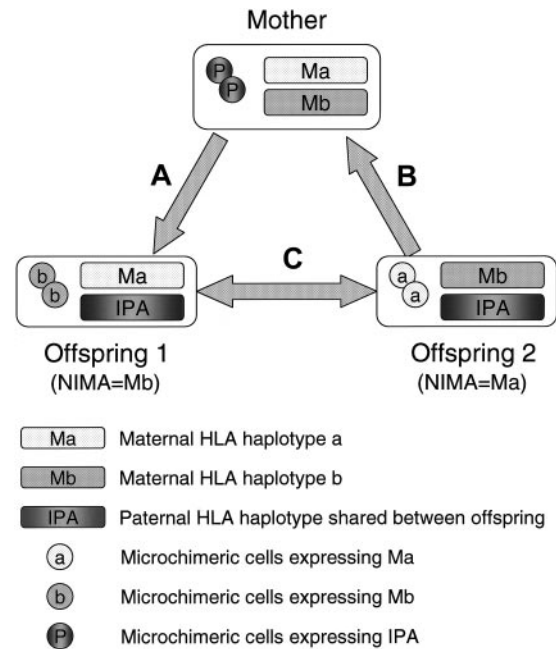 Mother
P
P
Ma
Mb
A
B
C
b
b
Ma
IPA
a
a
Mb
IPA
Offspring 1
(NIMA=Mb)
Offspring 2
(NIMA=Ma)
Ma Maternal HLA haplotype a
Mb Maternal HLA haplotype b
IPA Paternal HLA haplotype shared between offspring
a Microchimeric cells expressing Ma
b Microchimeric cells expressing Mb
P Microchimeric cells expressing IPA